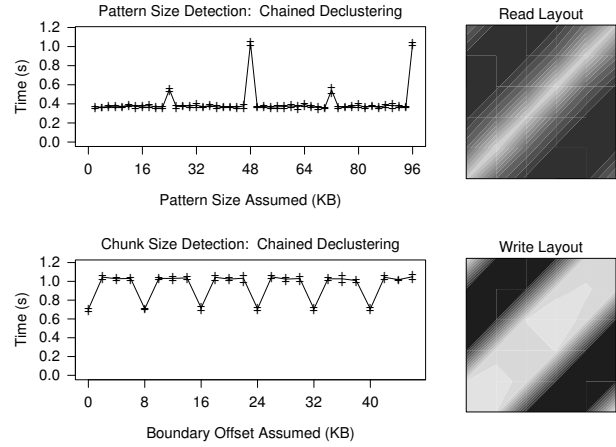 Pattern Size Detection: Chained Declustering
Read Layout
Time (s)
1.2
1.0
0.8
0.6
0.4
0.2
0.0
0 16 32 48 64 80 96
Pattern Size Assumed (KB)
Chunk Size Detection: Chained Declustering
Write Layout
Time (s)
1.2
1.0
0.8
0.6
0.4
0.2
0.0
0 8 16 24 32 40
Boundary Offset Assumed (KB)